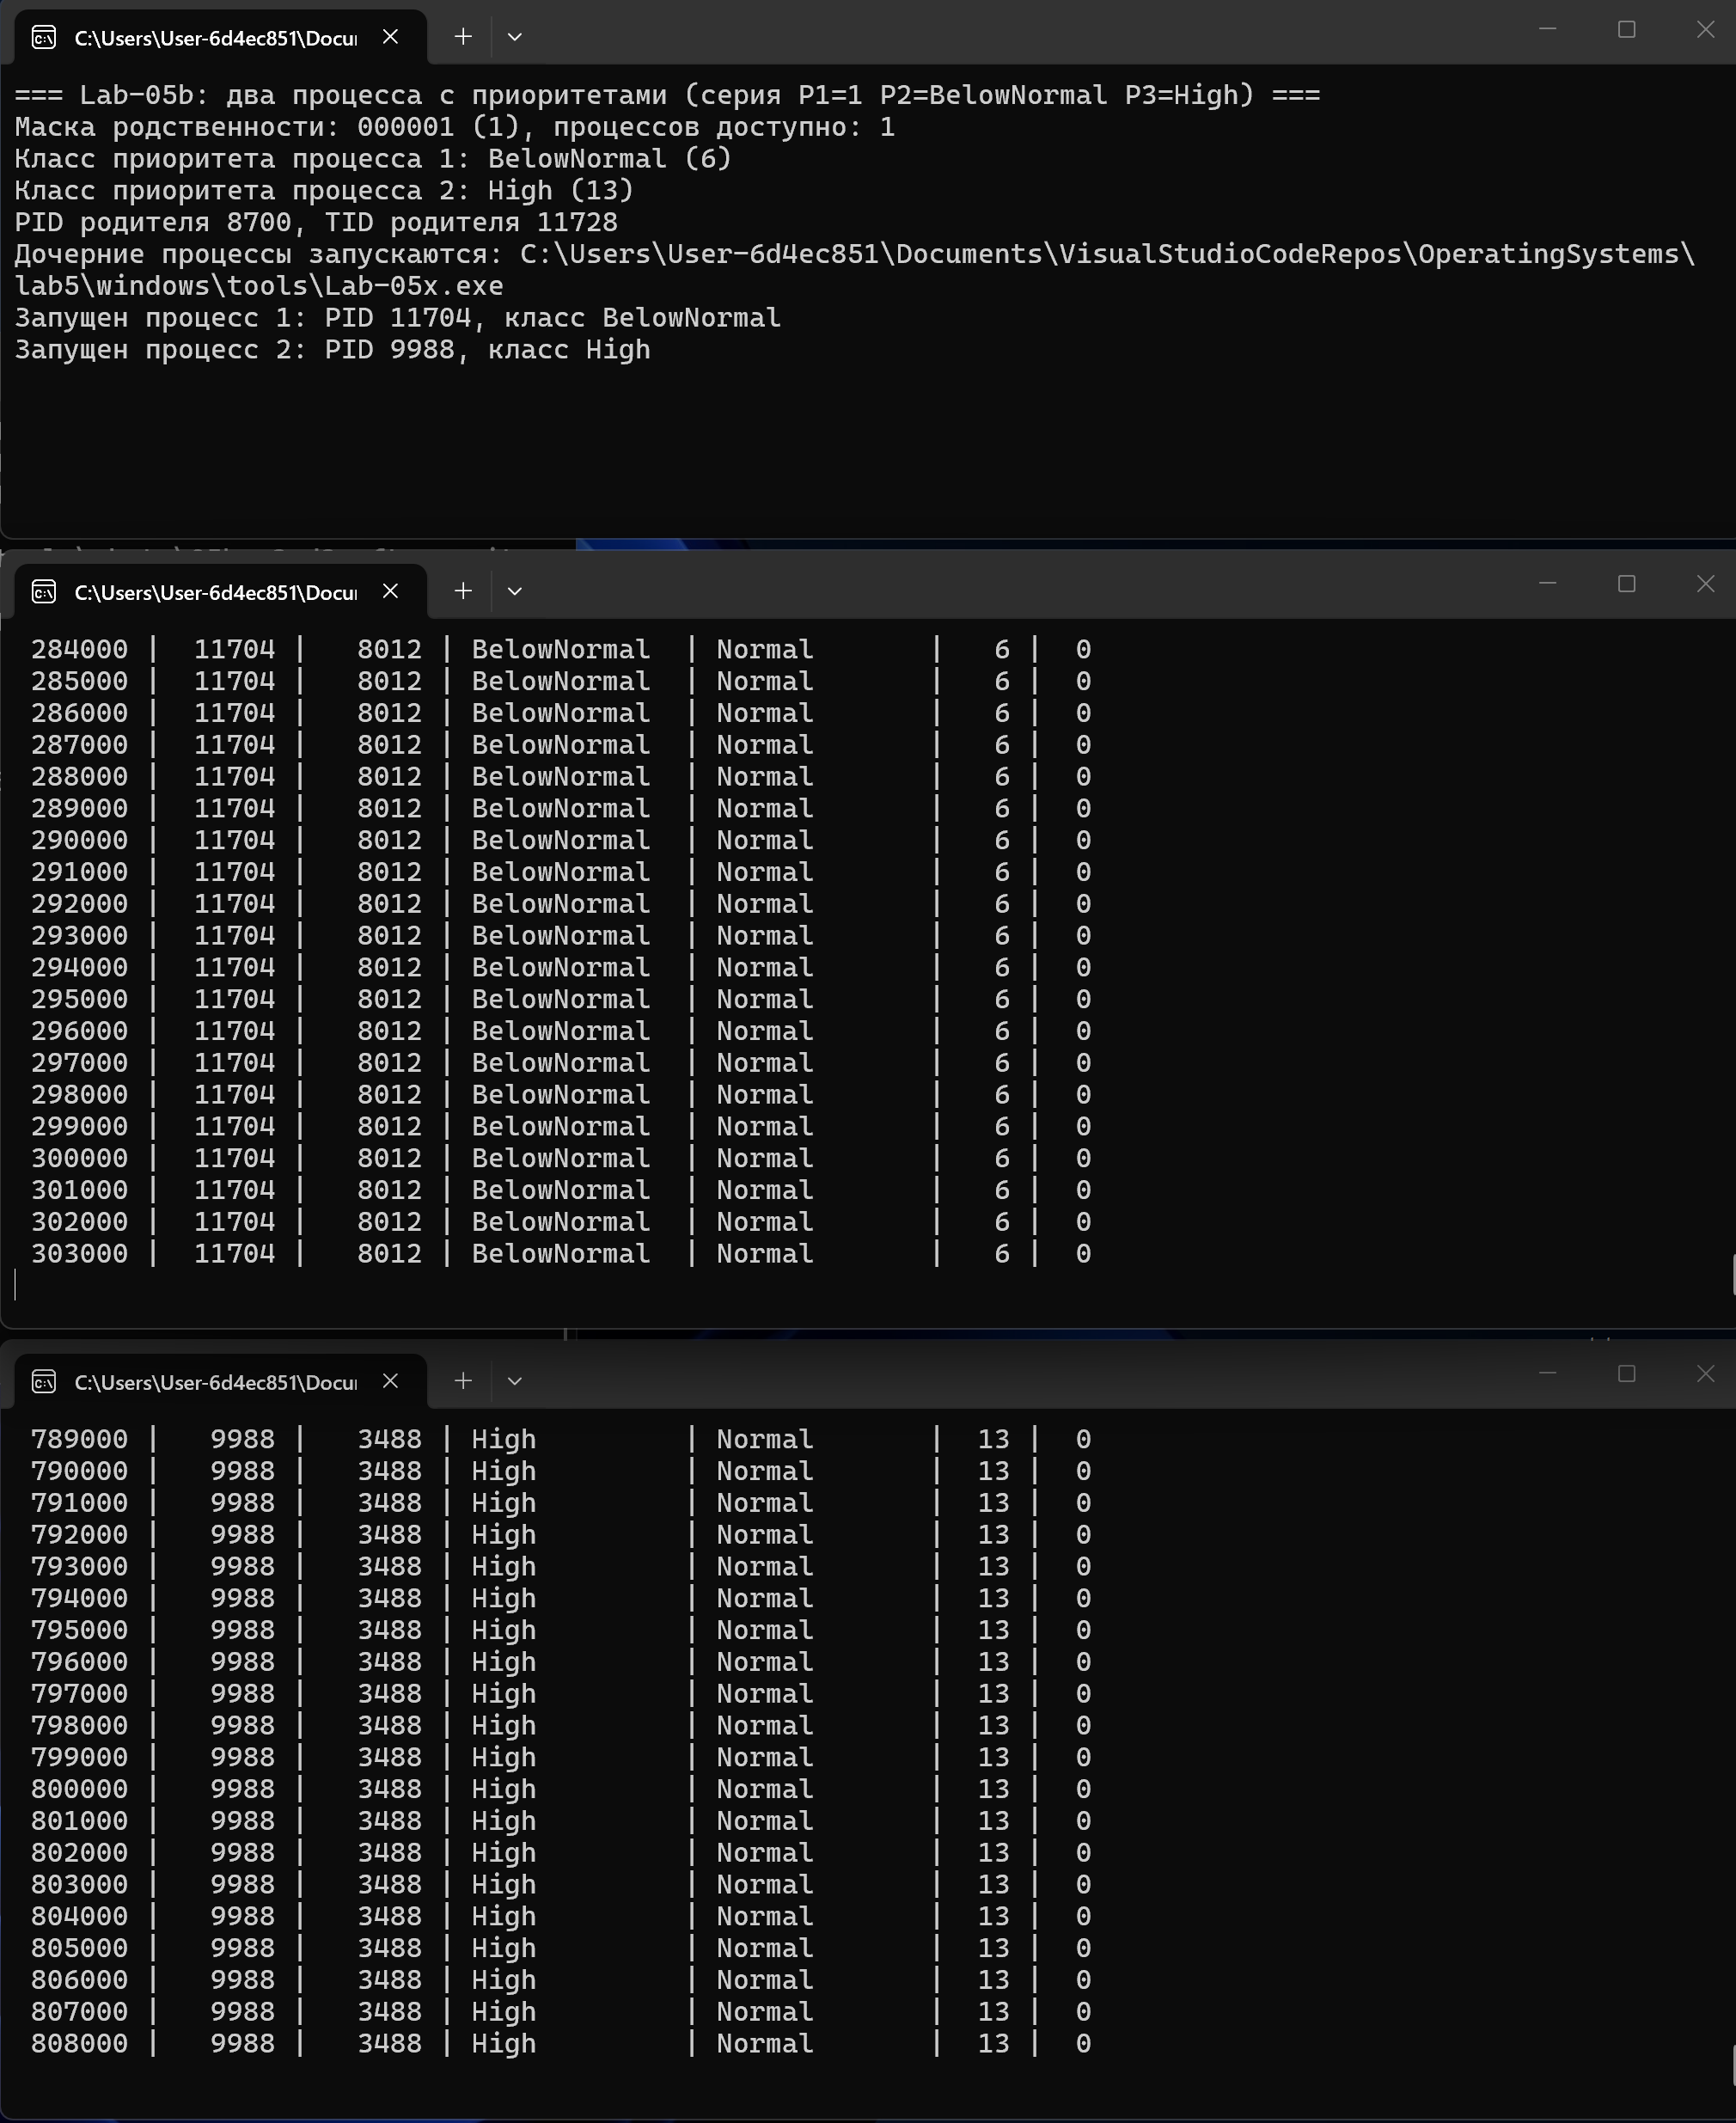 C:\Users\User-6d4ec851\Docur
=== Lab-05b: два процесса с приоритетами (серия P1=1 P2=BelowNormal P3=High) ===
Маска родственности: 000001 (1), процессов доступно: 1
Класс приоритета процесса 1: BelowNormal (6)
Класс приоритета процесса 2: High (13)
PID родителя 8700, TID родителя 11728
Дочерние процессы запускаются: C:\Users\User-6d4ec851\Documents\VisualStudioCodeRepos\OperatingSystems\
lab5\windows\tools\Lab-05x.exe
Запущен процесс 1: PID 11704, класс BelowNormal
Запущен процесс 2: PID 9988, класс High
C:\Users\User-6d4ec851\Docur
284000 | 11704 | 8012 | BelowNormal | Normal | 6 | 0
285000 | 11704 | 8012 | BelowNormal | Normal | 6 | 0
286000 | 11704 | 8012 | BelowNormal | Normal | 6 | 0
287000 | 11704 | 8012 | BelowNormal | Normal | 6 | 0
288000 | 11704 | 8012 | BelowNormal | Normal | 6 | 0
289000 | 11704 | 8012 | BelowNormal | Normal | 6 | 0
290000 | 11704 | 8012 | BelowNormal | Normal | 6 | 0
291000 | 11704 | 8012 | BelowNormal | Normal | 6 | 0
292000 | 11704 | 8012 | BelowNormal | Normal | 6 | 0
293000 | 11704 | 8012 | BelowNormal | Normal | 6 | 0
294000 | 11704 | 8012 | BelowNormal | Normal | 6 | 0
295000 | 11704 | 8012 | BelowNormal | Normal | 6 | 0
296000 | 11704 | 8012 | BelowNormal | Normal | 6 | 0
297000 | 11704 | 8012 | BelowNormal | Normal | 6 | 0
298000 | 11704 | 8012 | BelowNormal | Normal | 6 | 0
299000 | 11704 | 8012 | BelowNormal | Normal | 6 | 0
300000 | 11704 | 8012 | BelowNormal | Normal | 6 | 0
301000 | 11704 | 8012 | BelowNormal | Normal | 6 | 0
302000 | 11704 | 8012 | BelowNormal | Normal | 6 | 0
303000 | 11704 | 8012 | BelowNormal | Normal | 6 | 0
C:\Users\User-6d4ec851\Docur
789000 | 9988 | 3488 | High | Normal | 13 | 0
790000 | 9988 | 3488 | High | Normal | 13 | 0
791000 | 9988 | 3488 | High | Normal | 13 | 0
792000 | 9988 | 3488 | High | Normal | 13 | 0
793000 | 9988 | 3488 | High | Normal | 13 | 0
794000 | 9988 | 3488 | High | Normal | 13 | 0
795000 | 9988 | 3488 | High | Normal | 13 | 0
796000 | 9988 | 3488 | High | Normal | 13 | 0
797000 | 9988 | 3488 | High | Normal | 13 | 0
798000 | 9988 | 3488 | High | Normal | 13 | 0
799000 | 9988 | 3488 | High | Normal | 13 | 0
800000 | 9988 | 3488 | High | Normal | 13 | 0
801000 | 9988 | 3488 | High | Normal | 13 | 0
802000 | 9988 | 3488 | High | Normal | 13 | 0
803000 | 9988 | 3488 | High | Normal | 13 | 0
804000 | 9988 | 3488 | High | Normal | 13 | 0
805000 | 9988 | 3488 | High | Normal | 13 | 0
806000 | 9988 | 3488 | High | Normal | 13 | 0
807000 | 9988 | 3488 | High | Normal | 13 | 0
808000 | 9988 | 3488 | High | Normal | 13 | 0